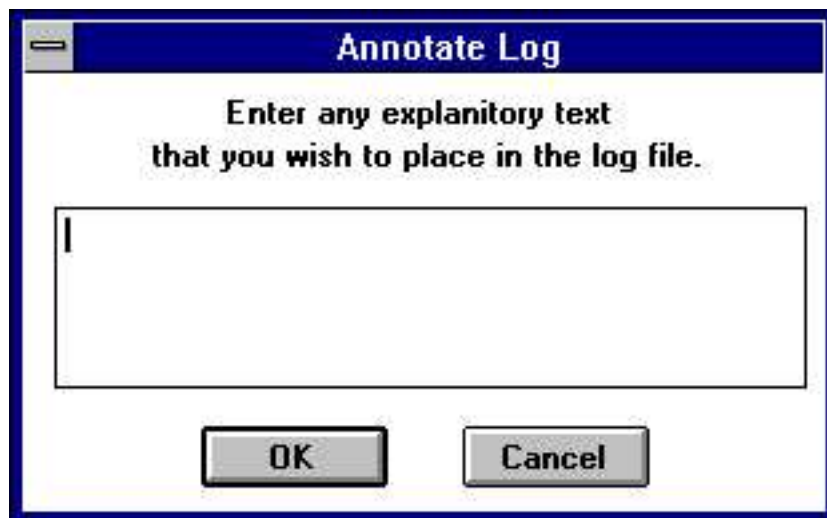 Annotate Log
Enter any explanitory text
that you wish to place in the log file.
OK
Cancel